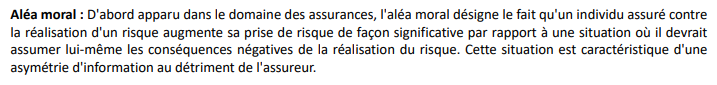 Aléa moral : D'abord apparu dans le domaine des assurances, l'aléa moral désigne le fait qu'un individu assuré contre
la réalisation d'un risque augmente sa prise de risque de façon significative par rapport à une situation où il devrait
assumer lui-même les conséquences négatives de la réalisation du risque. Cette situation est caractéristique d'une
asymétrie d'information au détriment de l'assureur.